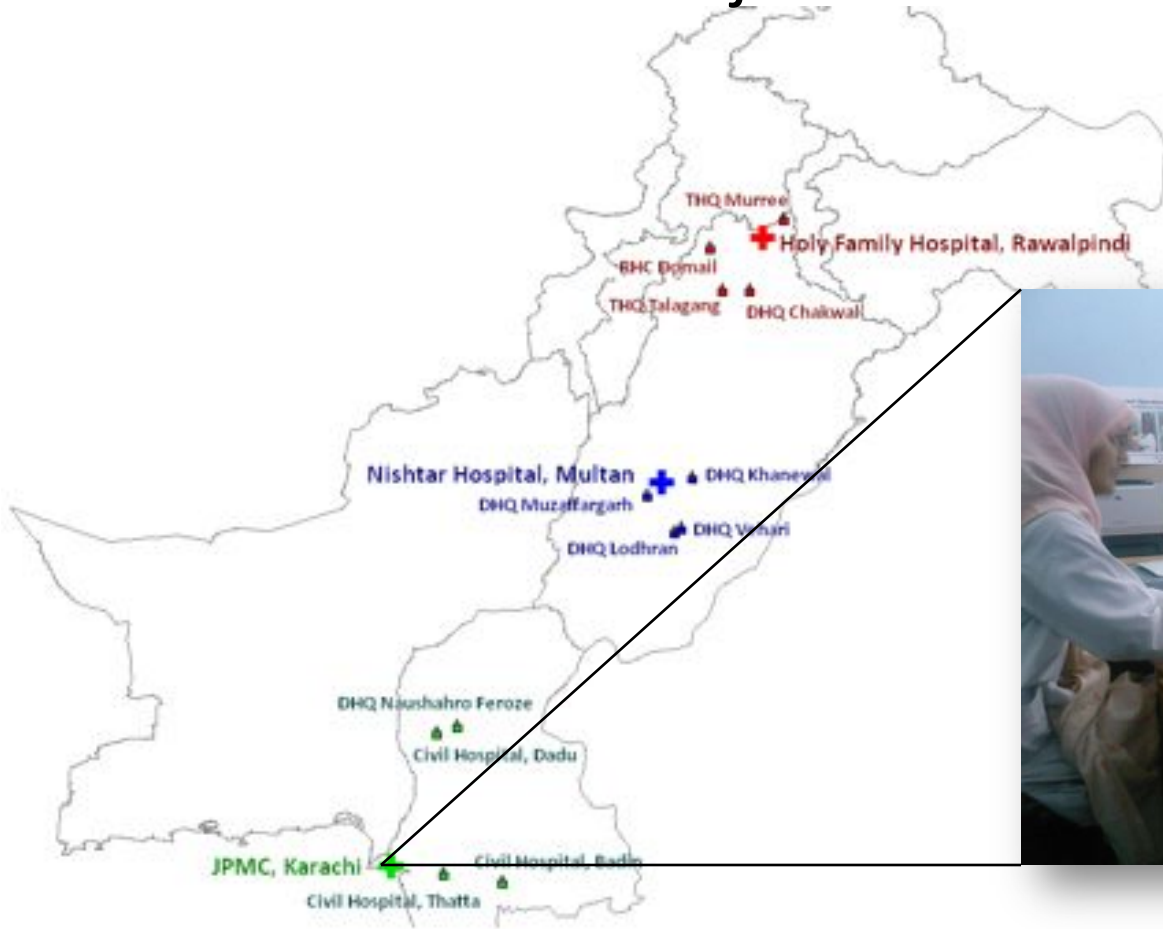 THQ Murree
Holy Family Hospital, Rawalpindi
BHC Domail
THQ Talagang
DHQ Chakwal
Nishtar Hospital, Multan
DHQ Khanewal
DHQ Muzaffargarh
DHQ Vehari
DHQ Lodhran
DHQ Naushahro Feroze
Civil Hospital, Dadu
JPMC, Karachi
Civil Hospital, Badin
Civil Hospital, Thatta